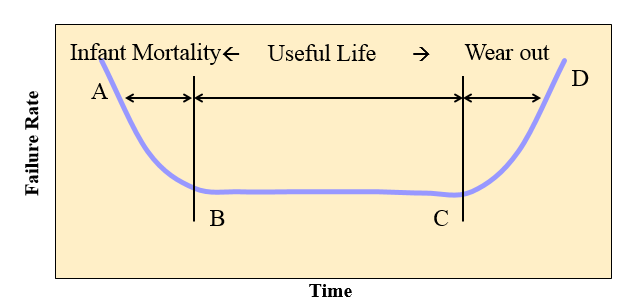 Infant Mortality← Useful Life → Wear out
A
D
Failure Rate
B
C
Time